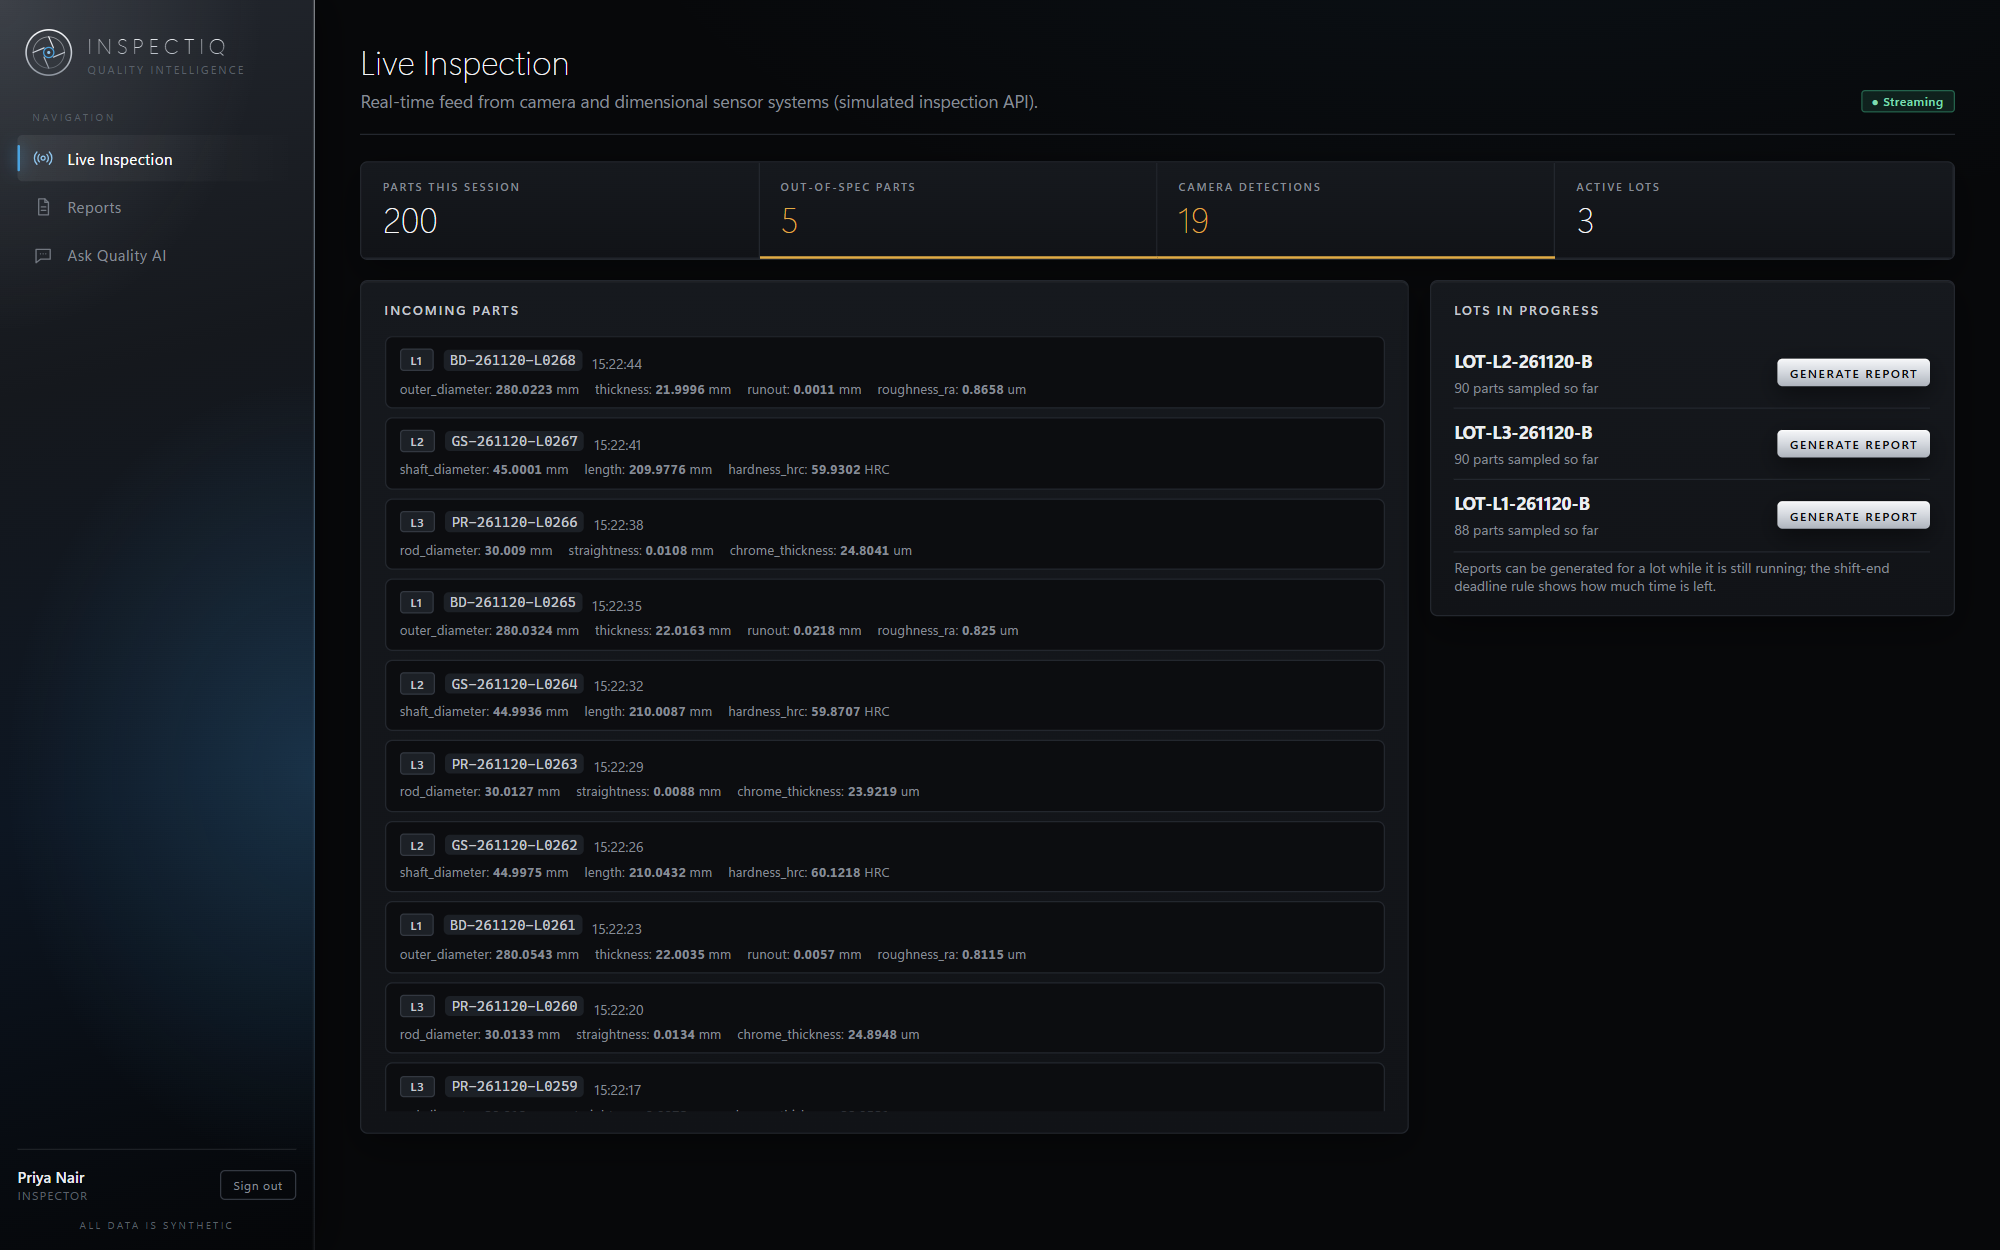 INSPECTIQ
QUALITY INTELLIGENCE
NAVIGATION
Live Inspection
Reports
Ask Quality AI
Priya Nair
INSPECTOR
Sign out
ALL DATA IS SYNTHETIC
Live Inspection
Real-time feed from camera and dimensional sensor systems (simulated inspection API).
● Streaming
PARTS THIS SESSION
200
OUT-OF-SPEC PARTS
5
CAMERA DETECTIONS
19
ACTIVE LOTS
3
INCOMING PARTS
L1 BD-261120-L0268 15:22:44
outer_diameter: 280.0223 mm thickness: 21.9996 mm runout: 0.0011 mm roughness_ra: 0.8658 um
L2 GS-261120-L0267 15:22:41
shaft_diameter: 45.0001 mm length: 209.9776 mm hardness_hrc: 59.9302 HRC
L3 PR-261120-L0266 15:22:38
rod_diameter: 30.009 mm straightness: 0.0108 mm chrome_thickness: 24.8041 um
L1 BD-261120-L0265 15:22:35
outer_diameter: 280.0324 mm thickness: 22.0163 mm runout: 0.0218 mm roughness_ra: 0.825 um
L2 GS-261120-L0264 15:22:32
shaft_diameter: 44.9936 mm length: 210.0087 mm hardness_hrc: 59.8707 HRC
L3 PR-261120-L0263 15:22:29
rod_diameter: 30.0127 mm straightness: 0.0088 mm chrome_thickness: 23.9219 um
L2 GS-261120-L0262 15:22:26
shaft_diameter: 44.9975 mm length: 210.0432 mm hardness_hrc: 60.1218 HRC
L1 BD-261120-L0261 15:22:23
outer_diameter: 280.0543 mm thickness: 22.0035 mm runout: 0.0057 mm roughness_ra: 0.8115 um
L3 PR-261120-L0260 15:22:20
rod_diameter: 30.0133 mm straightness: 0.0134 mm chrome_thickness: 24.8948 um
L3 PR-261120-L0259 15:22:17
LOTS IN PROGRESS
LOT-L2-261120-B
90 parts sampled so far
GENERATE REPORT
LOT-L3-261120-B
90 parts sampled so far
GENERATE REPORT
LOT-L1-261120-B
88 parts sampled so far
GENERATE REPORT
Reports can be generated for a lot while it is still running; the shift-end
deadline rule shows how much time is left.